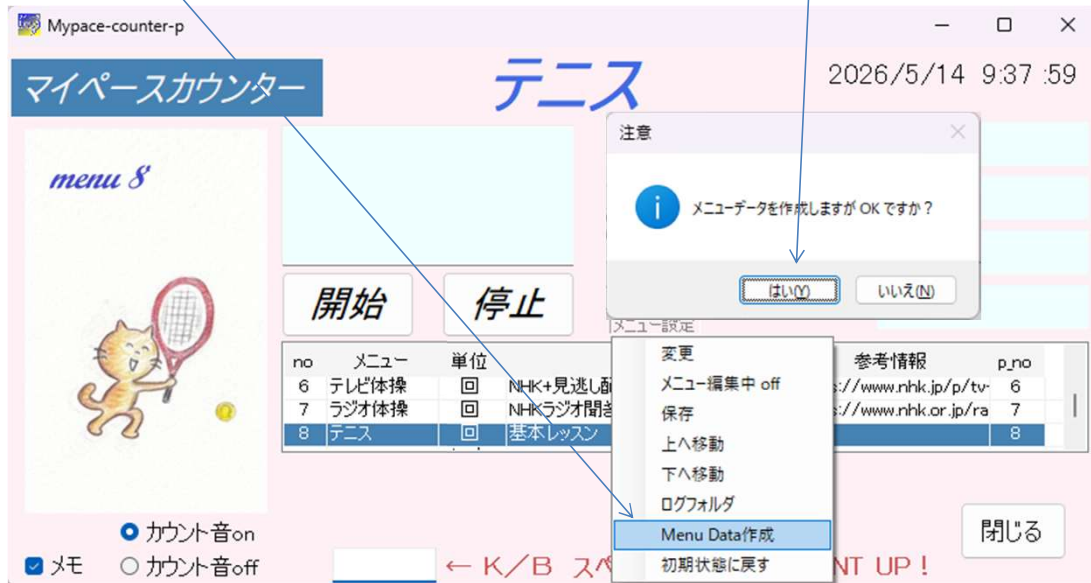 Mypace-counter-p
マイペースカウンター
テニス
2026/5/14 9:37 :59
menu 8
注意
メニューデータを作成しますが OK ですか？
はい(Y)
いいえ(N)
開始
停止
メニュー設定
no メニュー 単位 参考情報 p_no
6 テレビ体操 回 NHK+見逃し ://www.nhk.jp/p/tv- 6
7 ラジオ体操 回 NHKラジオ聞き ://www.nhk.or.jp/ra 7
8 テニス 回 基本レッスン 8
変更
メニュー編集中 off
保存
上へ移動
下へ移動
ログフォルダ
Menu Data作成
初期状態に戻す
カウント音on
メモ
カウント音off
← K／B スペ
NT UP！
閉じる